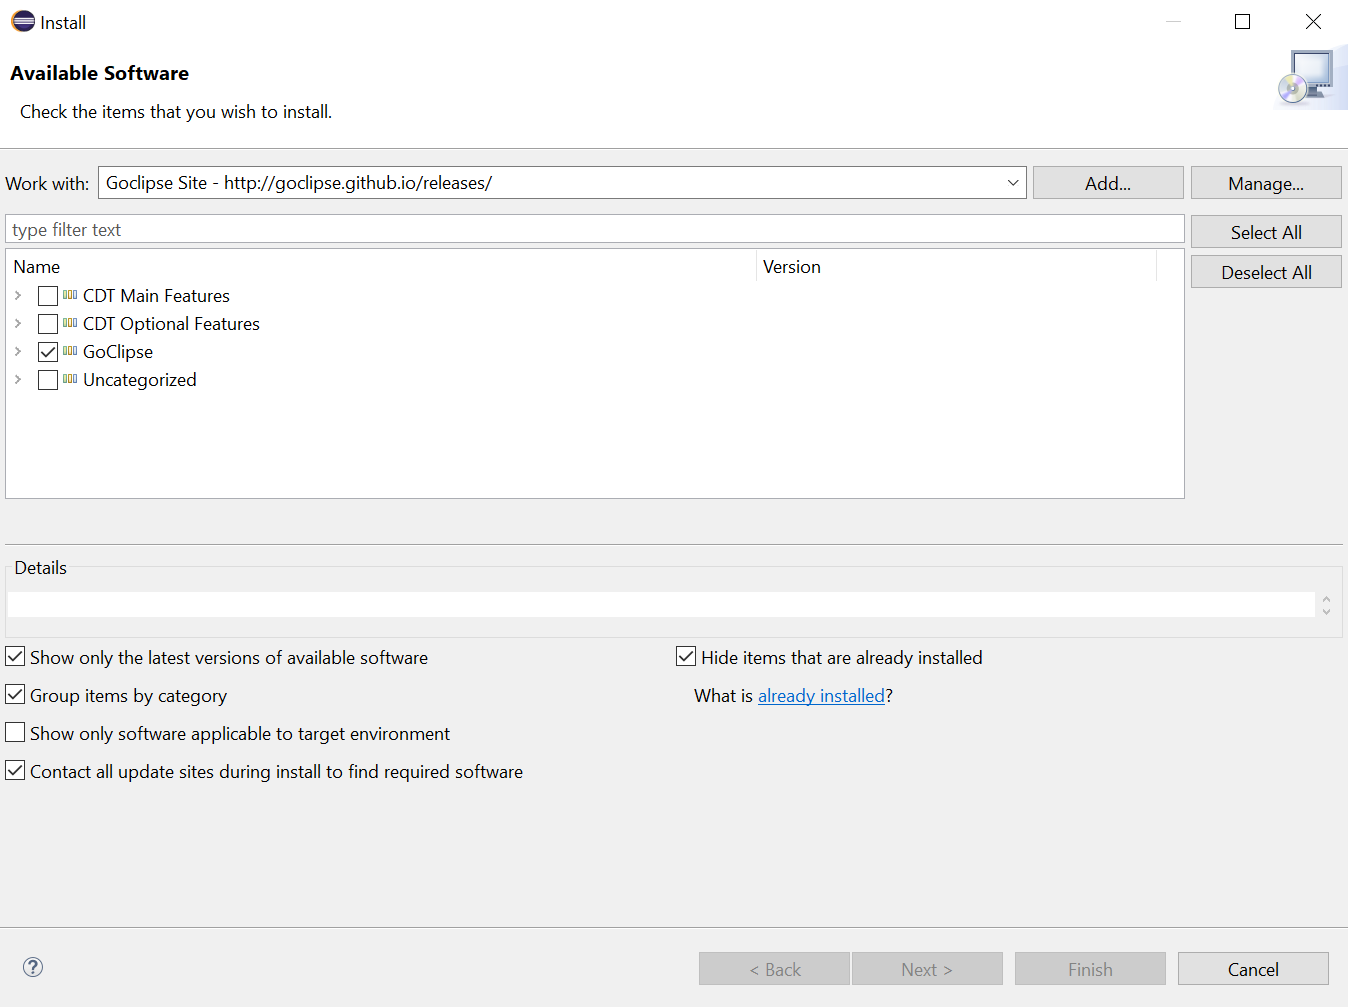 Install
Available Software
Check the items that you wish to install.
Work with: Goclipse Site - http://goclipse.github.io/releases/ Add... Manage...
type filter text Select All
Name Version Deselect All
CDT Main Features
CDT Optional Features
GoClipse
Uncategorized
Details
Show only the latest versions of available software Hide items that are already installed
Group items by category What is already installed?
Show only software applicable to target environment
Contact all update sites during install to find required software
? < Back Next > Finish Cancel